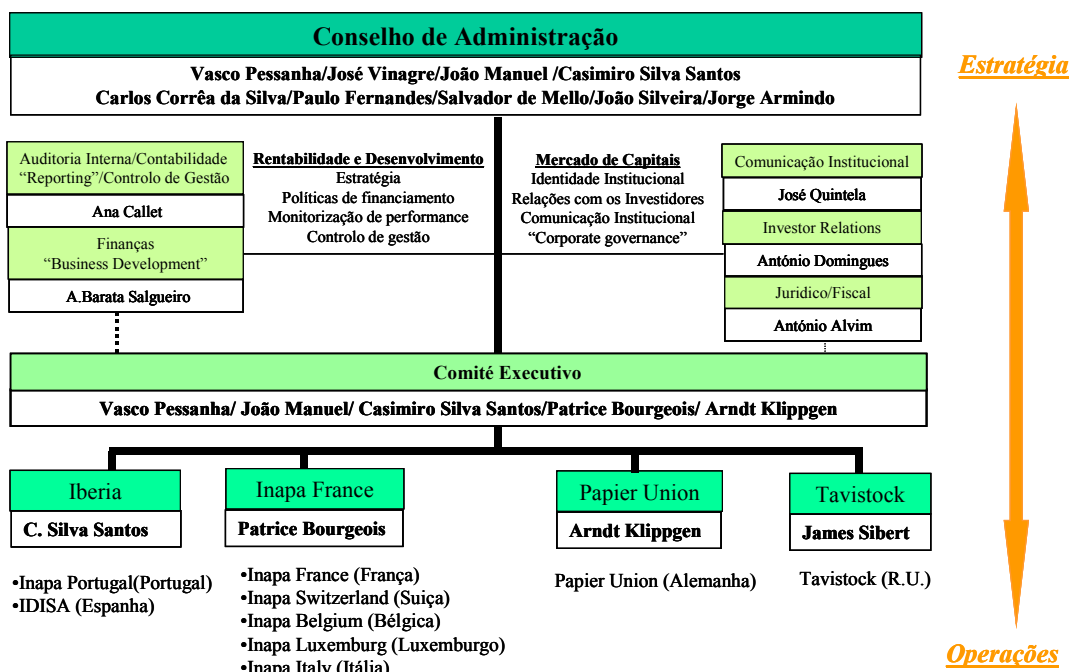 Conselho de Administração
Vasco Pessanha/José Vinagre/João Manuel /Casimiro Silva Santos
Carlos Corrêa da Silva/Paulo Fernandes/Salvador de Mello/João Silveira/Jorge Armindo
Estratégia
Auditoria Interna/Contabilidade
“Reporting”/Controlo de Gestão
Ana Callet
Finanças
“Business Development”
A.Barata Salgueiro
Rentabilidade e Desenvolvimento
Estratégia
Políticas de financiamento
Monitorização de performance
Controlo de gestão
Mercado de Capitais
Identidade Institucional
Relações com os Investidores
Comunicação Institucional
“Corporate governance”
Comunicação Institucional
José Quintela
Investor Relations
António Domingues
Juridico/Fiscal
António Alvim
Comité Executivo
Vasco Pessanha/ João Manuel/ Casimiro Silva Santos/Patrice Bourgeois/ Arndt Klippgen
Iberia
C. Silva Santos
•Inapa Portugal(Portugal)
•IDISA (Espanha)
Inapa France
Patrice Bourgeois
•Inapa France (França)
•Inapa Switzerland (Suiça)
•Inapa Belgium (Bélgica)
•Inapa Luxemburg (Luxemburgo)
•Inapa Italy (Itália)
Papier Union
Arndt Klippgen
Papier Union (Alemanha)
Tavistock
James Sibert
Tavistock (R.U.)
Operações